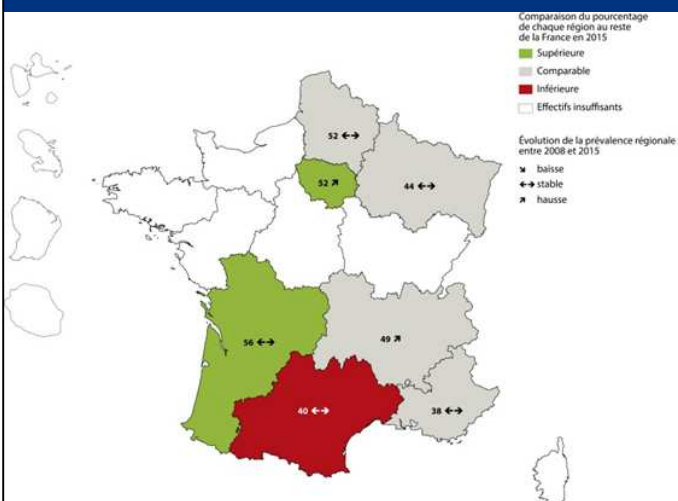 Comparaison du pourcentage
de chaque région au reste
de la France en 2015
Supérieure
Comparable
Inférieure
Effectifs insuffisants
Évolution de la prévalence régionale
entre 2008 et 2015
↘ baisse
↔ stable
↗ hausse
52 ↔
52 ↗
44 ↔
56 ↔
49 ↗
40 ↔
38 ↔